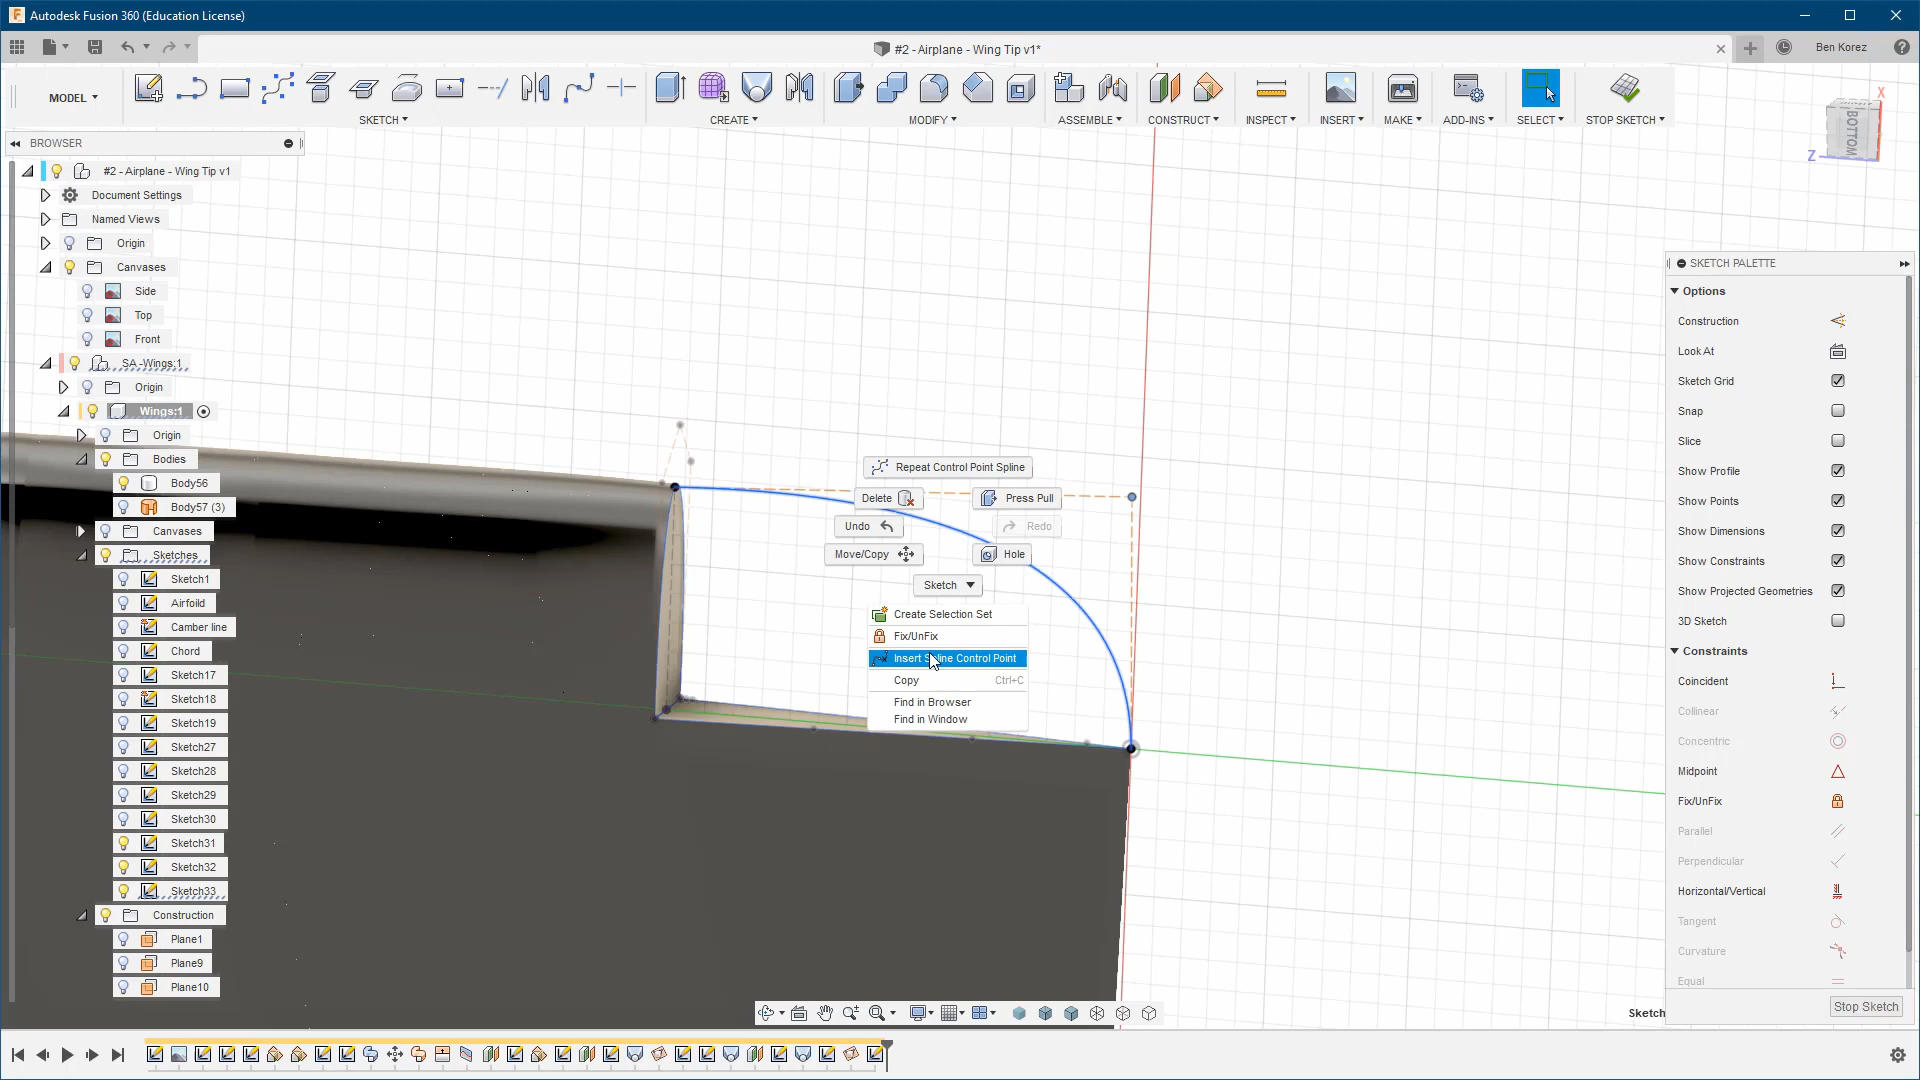 Autodesk Fusion 360 (Education License)
#2 - Airplane - Wing Tip v1*
Ben Korez
MODEL
SKETCH
CREATE
MODIFY
ASSEMBLE
CONSTRUCT
INSPECT
INSERT
MAKE
ADD-INS
SELECT
STOP SKETCH
BROWSER
#2 - Airplane - Wing Tip v1
Document Settings
Named Views
Origin
Canvases
Side
Top
Front
SA -Wings:1
Origin
Wings:1
Origin
Bodies
Body56
Body57 (3)
Canvases
Sketches
Sketch1
Airfoild
Camber line
Chord
Sketch17
Sketch18
Sketch19
Sketch27
Sketch28
Sketch29
Sketch30
Sketch31
Sketch32
Sketch33
Construction
Plane1
Plane9
Plane10
Repeat Control Point Spline
Delete
Press Pull
Undo
Redo
Move/Copy
Hole
Sketch
Create Selection Set
Fix/UnFix
Insert Spline Control Point
Copy Ctrl+C
Find in Browser
Find in Window
X
BOTTOM
Z
SKETCH PALETTE
Options
Construction
Look At
Sketch Grid
Snap
Slice
Show Profile
Show Points
Show Dimensions
Show Constraints
Show Projected Geometries
3D Sketch
Constraints
Coincident
Collinear
Concentric
Midpoint
Fix/UnFix
Parallel
Perpendicular
Horizontal/Vertical
Tangent
Curvature
Equal
Stop Sketch
Sketch